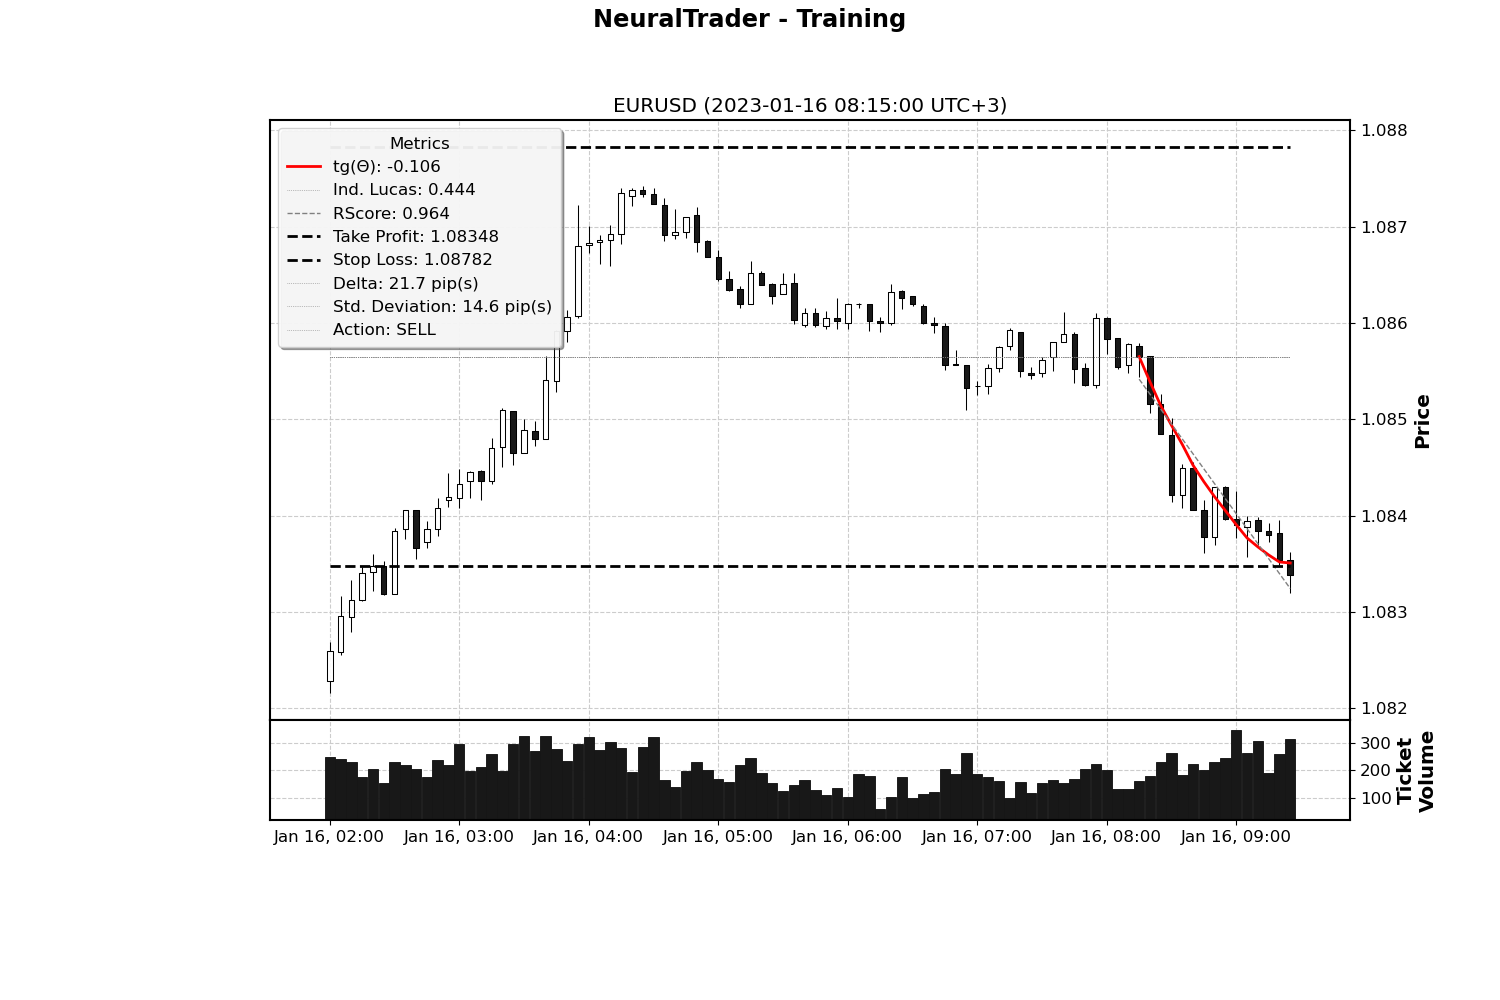 NeuralTrader - Training
EURUSD (2023-01-16 08:15:00 UTC+3)
Metrics
tg(Θ): -0.106
Ind. Lucas: 0.444
RScore: 0.964
Take Profit: 1.08348
Stop Loss: 1.08782
Delta: 21.7 pip(s)
Std. Deviation: 14.6 pip(s)
Action: SELL
1.088
1.087
1.086
1.085
1.084
1.083
1.082
Price
300
200
100
Ticket
Volume
Jan 16, 02:00 Jan 16, 03:00 Jan 16, 04:00 Jan 16, 05:00 Jan 16, 06:00 Jan 16, 07:00 Jan 16, 08:00 Jan 16, 09:00